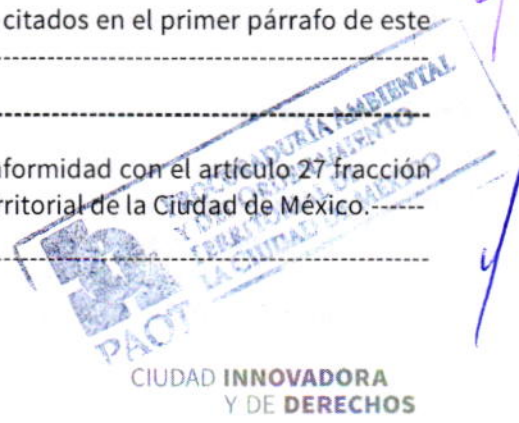 citados en el primer párrafo de este
nformidad con el artículo 27 fracción
rritorial de la Ciudad de México.------
PROCURADURÍA AMBIENTAL
Y DEL ORDENAMIENTO
TERRITORIAL DE
LA CIUDAD DE MÉXICO
PAOT
CIUDAD INNOVADORA
Y DE DERECHOS